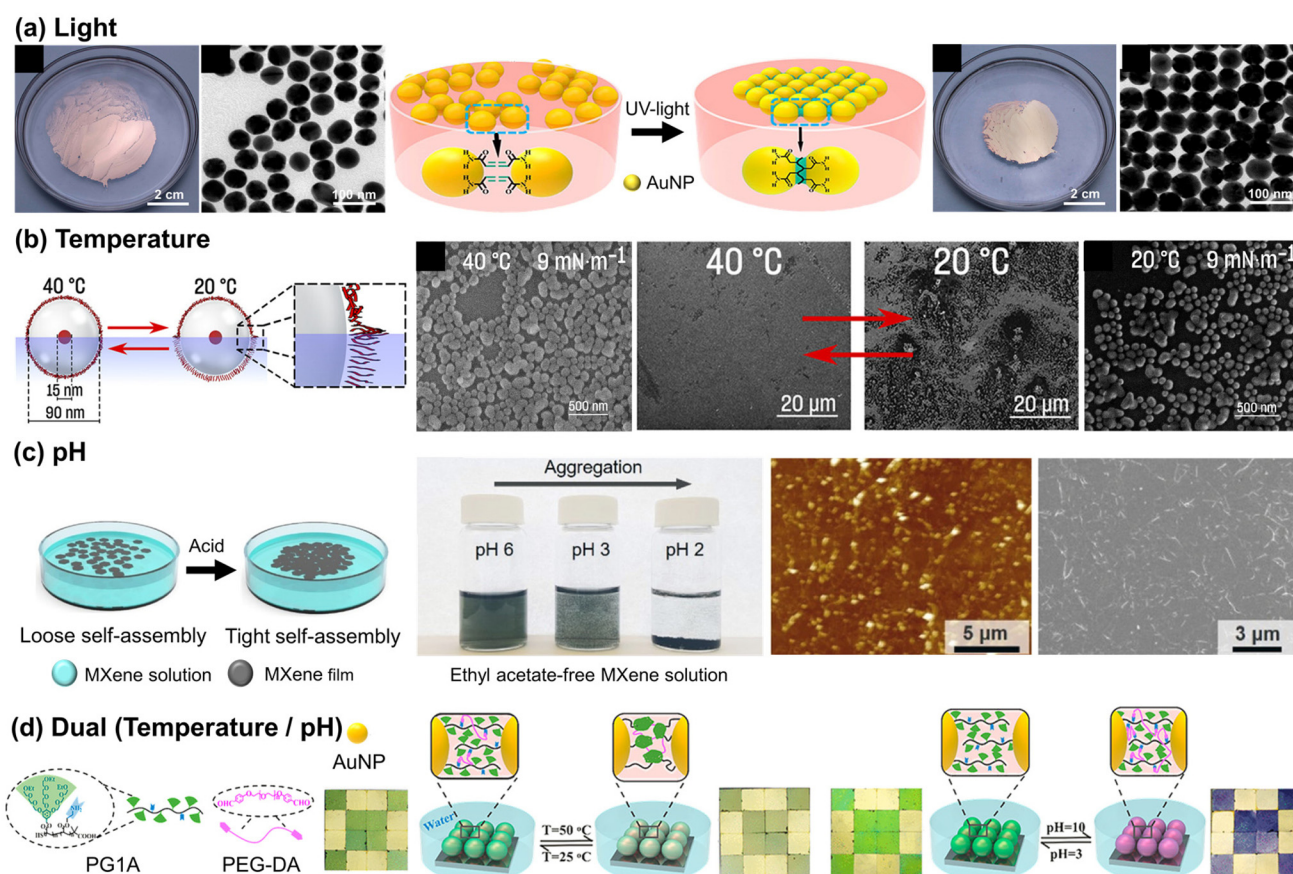 (a) Light
2 cm
100 nm
UV-light
AuNP
2 cm
100 nm
(b) Temperature
40 °C
20 °C
15 nm
90 nm
40 °C 9 mN·m⁻¹
500 nm
40 °C
20 μm
20 °C
20 μm
20 °C 9 mN·m⁻¹
500 nm
(c) pH
Acid
Loose self-assembly
Tight self-assembly
MXene solution
MXene film
Aggregation
pH 6
pH 3
pH 2
Ethyl acetate-free MXene solution
5 μm
3 μm
(d) Dual (Temperature / pH)
AuNP
PG1A
OHC
CHO
PEG-DA
Water
T=50 °C
T=25 °C
pH=10
pH=3